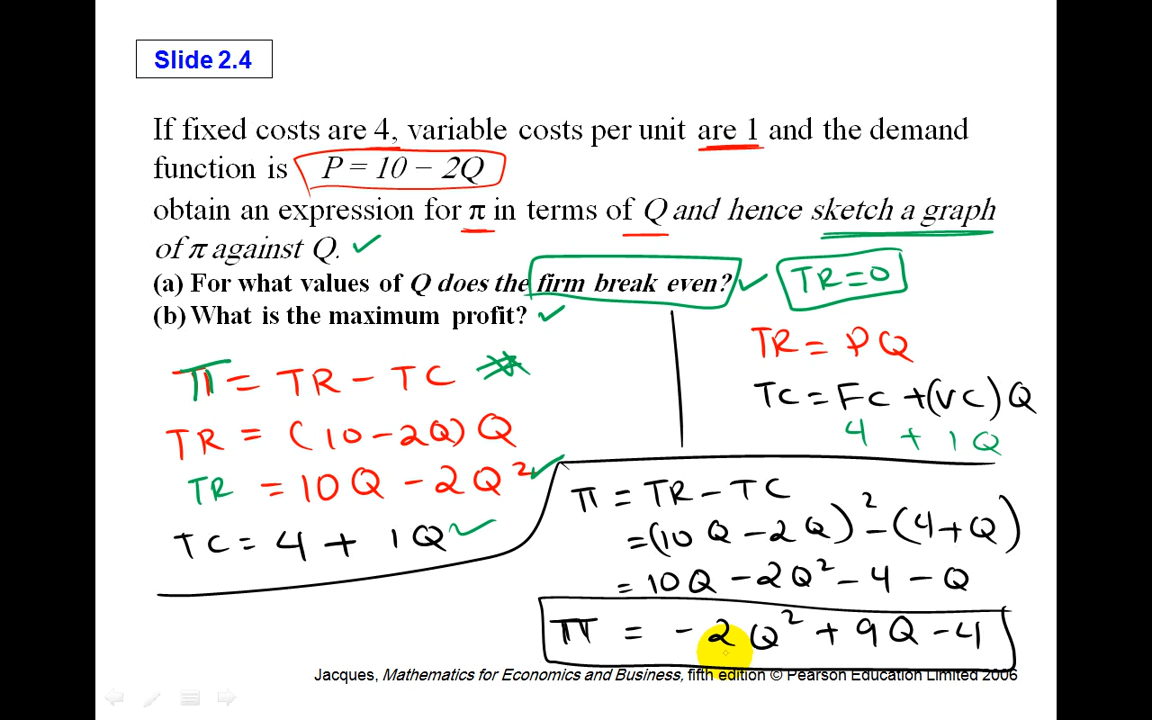 Slide 2.4
If fixed costs are 4, variable costs per unit are 1 and the demand
function is P = 10 − 2Q
obtain an expression for π in terms of Q and hence sketch a graph
of π against Q.
(a) For what values of Q does the firm break even? TR=0
(b) What is the maximum profit?
TR = PQ
TC = FC +(VC) Q
4 + 1Q
π = TR − TC
TR = (10 −2Q) Q
TR = 10Q − 2Q²
TC = 4 + 1Q
π = TR − TC
=(10 Q − 2Q)² − (4+Q)
= 10Q − 2Q² − 4 − Q
π = − 2Q² + 9Q − 4
Jacques, Mathematics for Economics and Business, fifth edition © Pearson Education Limited 2006